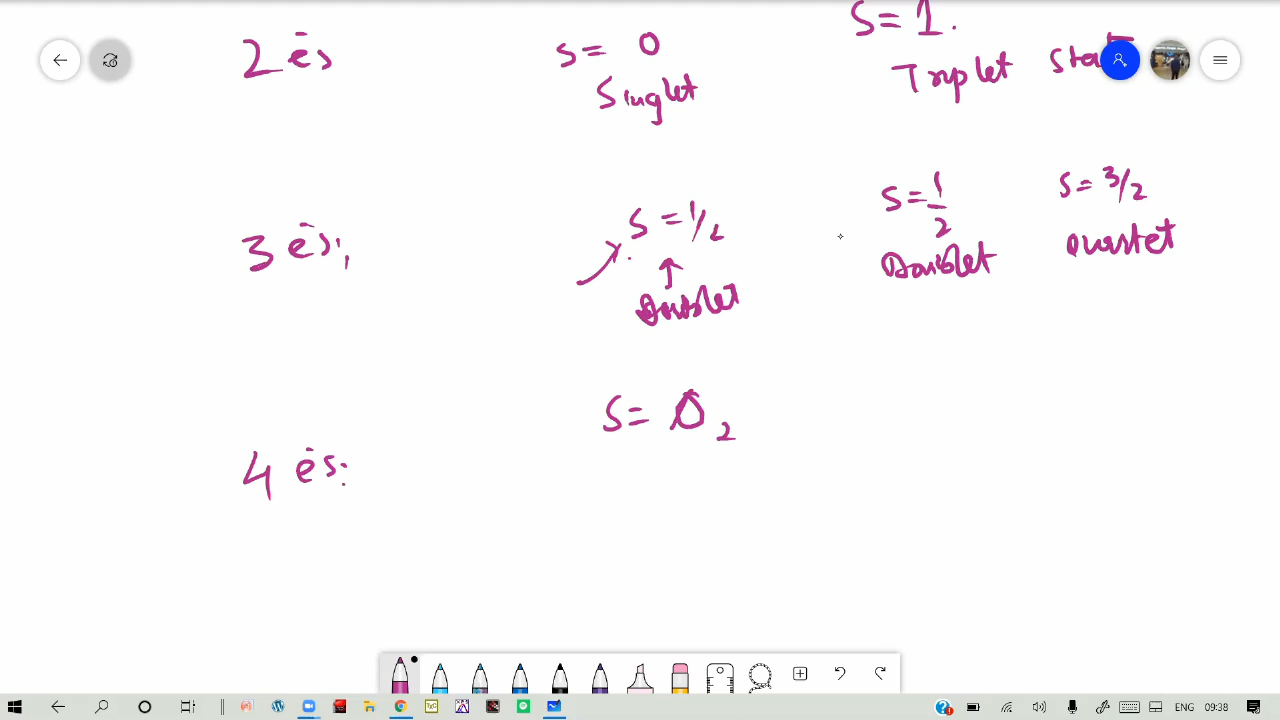 2 ēs S = 0 S = 1.
Singlet Triplet
3 ēs; S = 1/2 S = 1/2 S = 3/2
Doublet Doublet Quartet
S = 0 2
4 ēs:
ENG 09:38